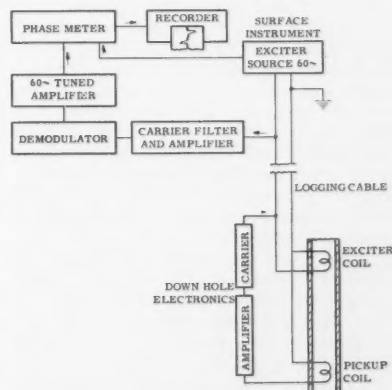 PHASE METER
RECORDER
SURFACE
INSTRUMENT
EXCITER
SOURCE 60~
60~ TUNED
AMPLIFIER
DEMODULATOR
CARRIER FILTER
AND AMPLIFIER
LOGGING CABLE
CARRIER
DOWN HOLE
ELECTRONICS
AMPLIFIER
EXCITER
COIL
PICKUP
COIL